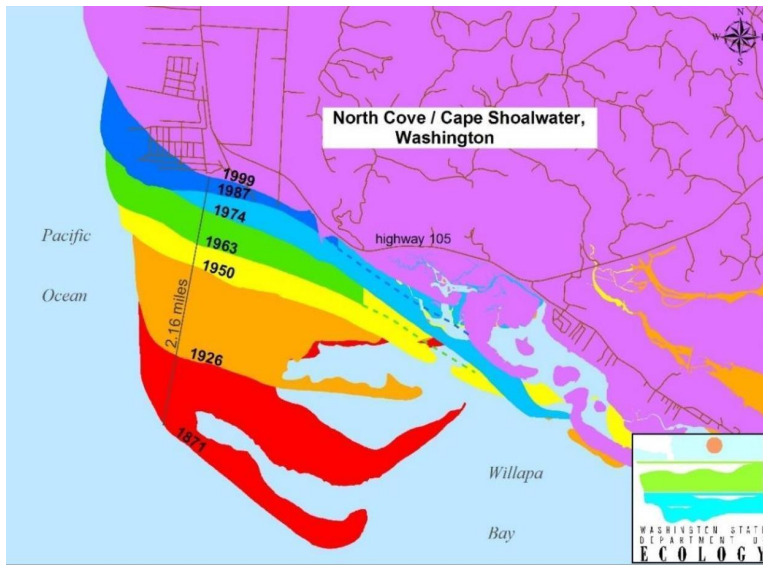 N
W
E
S
North Cove / Cape Shoalwater,
Washington
1999
1987
1974
1963
1950
1926
1871
2.16 miles
highway 105
Pacific
Ocean
Willapa
Bay
WASHINGTON STATE
DEPARTMENT OF
ECOLOGY